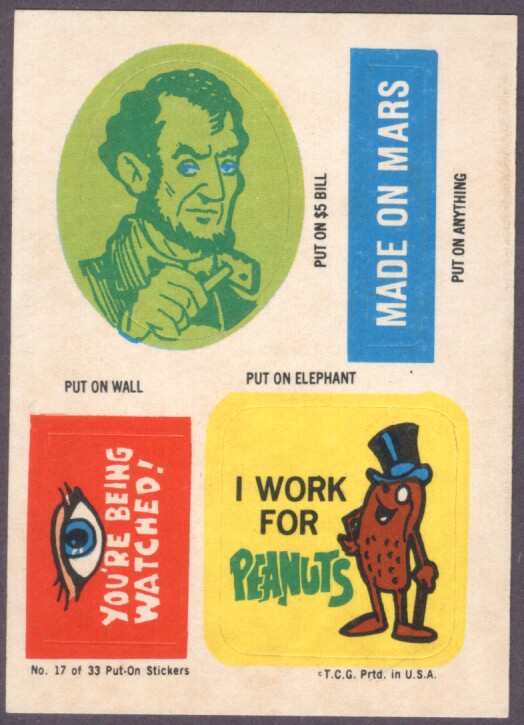 PUT ON $5 BILL
MADE ON MARS
PUT ON ANYTHING
PUT ON WALL
PUT ON ELEPHANT
YOU'RE BEING
WATCHED!
I WORK
FOR
PEANUTS
No. 17 of 33 Put-On Stickers
©T.C.G. Prtd. in U.S.A.